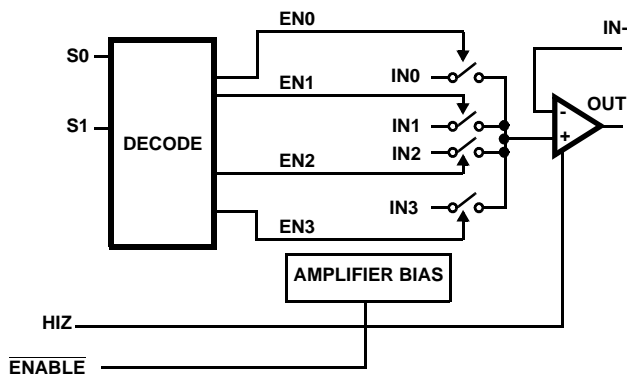 EN0
IN-
S0
IN0
EN1
OUT
S1
DECODE
IN1
-
+
EN2
IN2
EN3
IN3
AMPLIFIER BIAS
HIZ
ENABLE